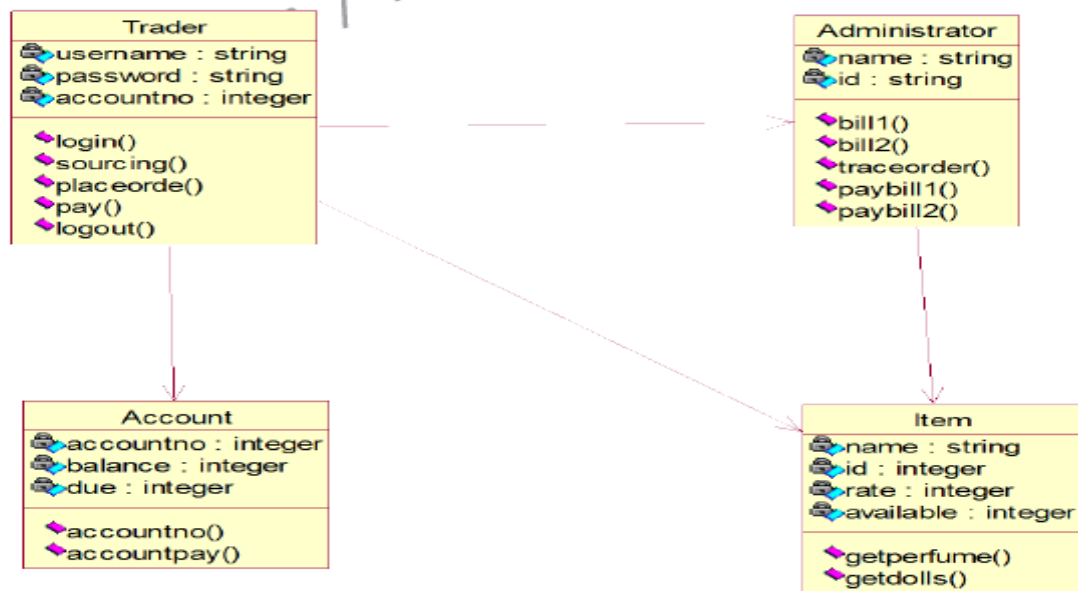 Trader
username : string
password : string
accountno : integer
login()
sourcing()
placeorde()
pay()
logout()
Administrator
name : string
id : string
bill1()
bill2()
traceorder()
paybill1()
paybill2()
Account
accountno : integer
balance : integer
due : integer
accountno()
accountpay()
Item
name : string
id : integer
rate : integer
available : integer
getperfume()
getdolls()